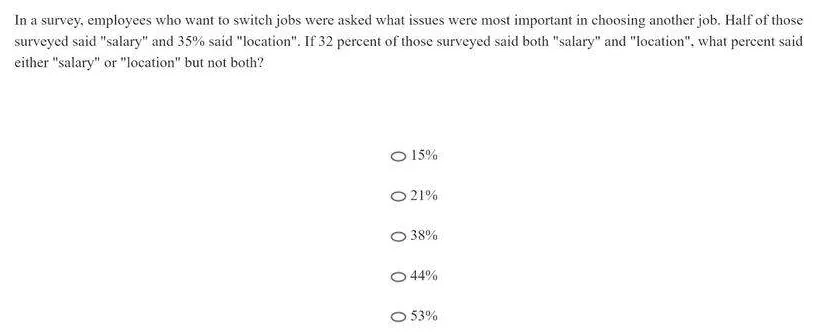 In a survey, employees who want to switch jobs were asked what issues were most important in choosing another job. Half of those
surveyed said "salary" and 35% said "location". If 32 percent of those surveyed said both "salary" and "location", what percent said
either "salary" or "location" but not both?
15%
21%
38%
44%
53%